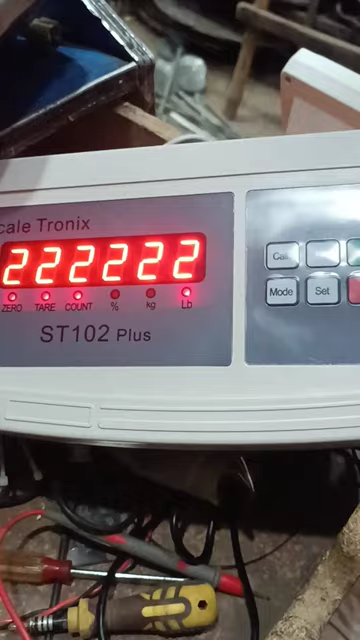 cale Tronix
222222
ZERO TARE COUNT % kg Lb
ST102 Plus
Cal
Mode Set